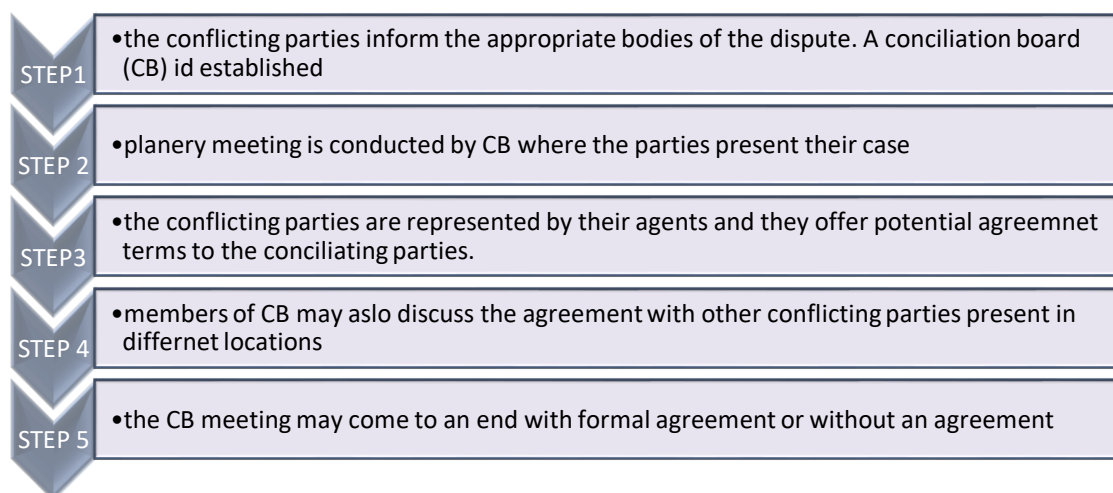 STEP1
•the conflicting parties inform the appropriate bodies of the dispute. A conciliation board
(CB) id established
STEP 2
•planery meeting is conducted by CB where the parties present their case
STEP3
•the conflicting parties are represented by their agents and they offer potential agreemnet
terms to the conciliating parties.
STEP 4
•members of CB may aslo discuss the agreement with other conflicting parties present in
differnet locations
STEP 5
•the CB meeting may come to an end with formal agreement or without an agreement